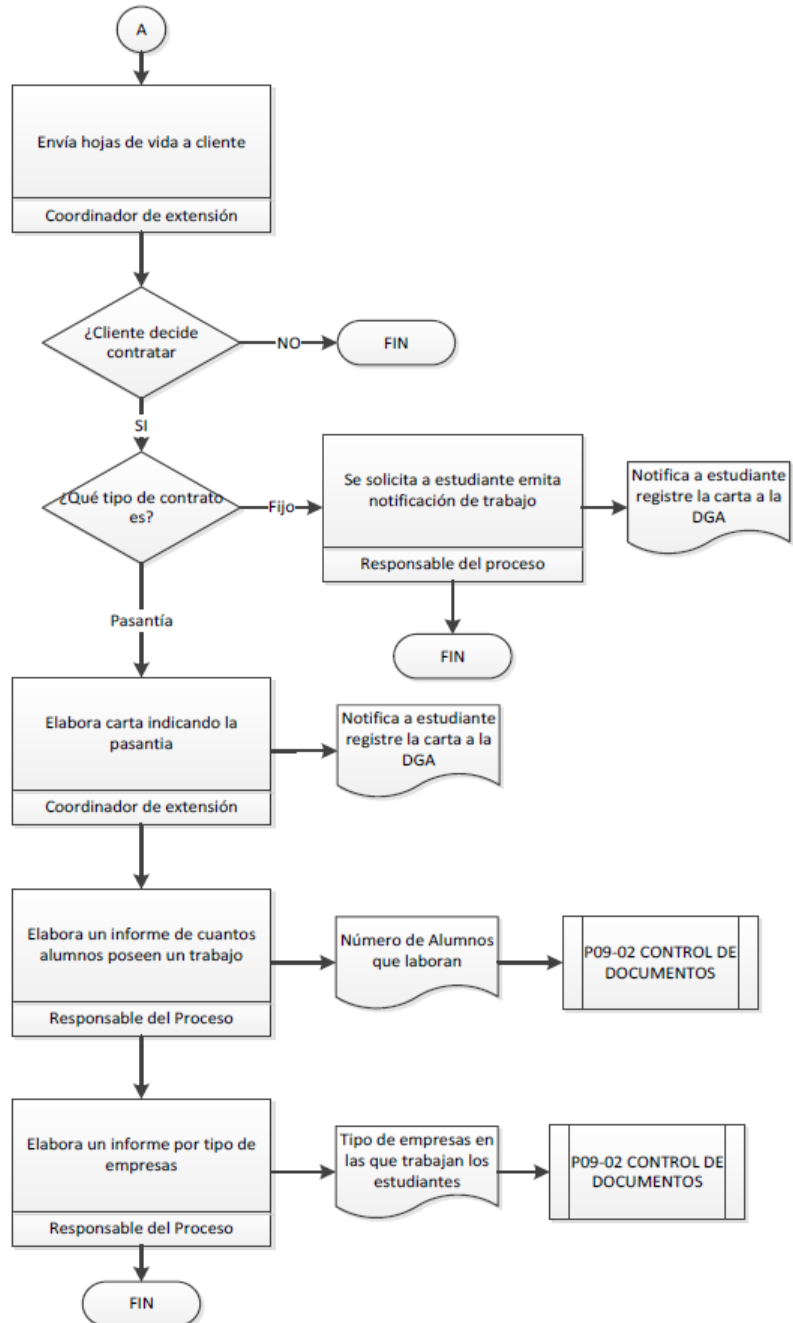 A
Envía hojas de vida a cliente
Coordinador de extensión
¿Cliente decide
contratar
NO
FIN
SI
¿Qué tipo de contrato
es?
Fijo
Se solicita a estudiante emita
notificación de trabajo
Responsable del proceso
Notifica a estudiante
registre la carta a la
DGA
FIN
Pasantía
Elabora carta indicando la
pasantia
Coordinador de extensión
Notifica a estudiante
registre la carta a la
DGA
Elabora un informe de cuantos
alumnos poseen un trabajo
Responsable del Proceso
Número de Alumnos
que laboran
P09-02 CONTROL DE
DOCUMENTOS
Elabora un informe por tipo de
empresas
Responsable del Proceso
Tipo de empresas en
las que trabajan los
estudiantes
P09-02 CONTROL DE
DOCUMENTOS
FIN